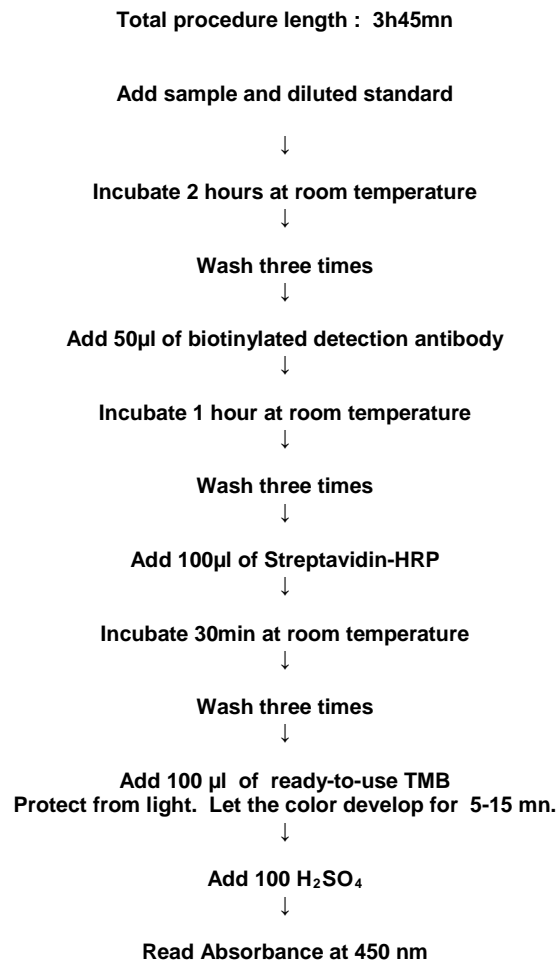 Total procedure length : 3h45mn
Add sample and diluted standard
↓
Incubate 2 hours at room temperature
↓
Wash three times
↓
Add 50µl of biotinylated detection antibody
↓
Incubate 1 hour at room temperature
↓
Wash three times
↓
Add 100µl of Streptavidin-HRP
↓
Incubate 30min at room temperature
↓
Wash three times
↓
Add 100 µl of ready-to-use TMB
Protect from light. Let the color develop for 5-15 mn.
↓
Add 100 H₂SO₄
↓
Read Absorbance at 450 nm